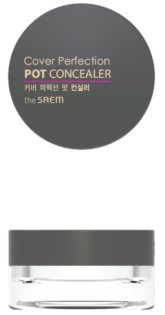 Cover Perfection
POT CONCEALER
커버 퍼펙션 팟 컨실러
the SAEM